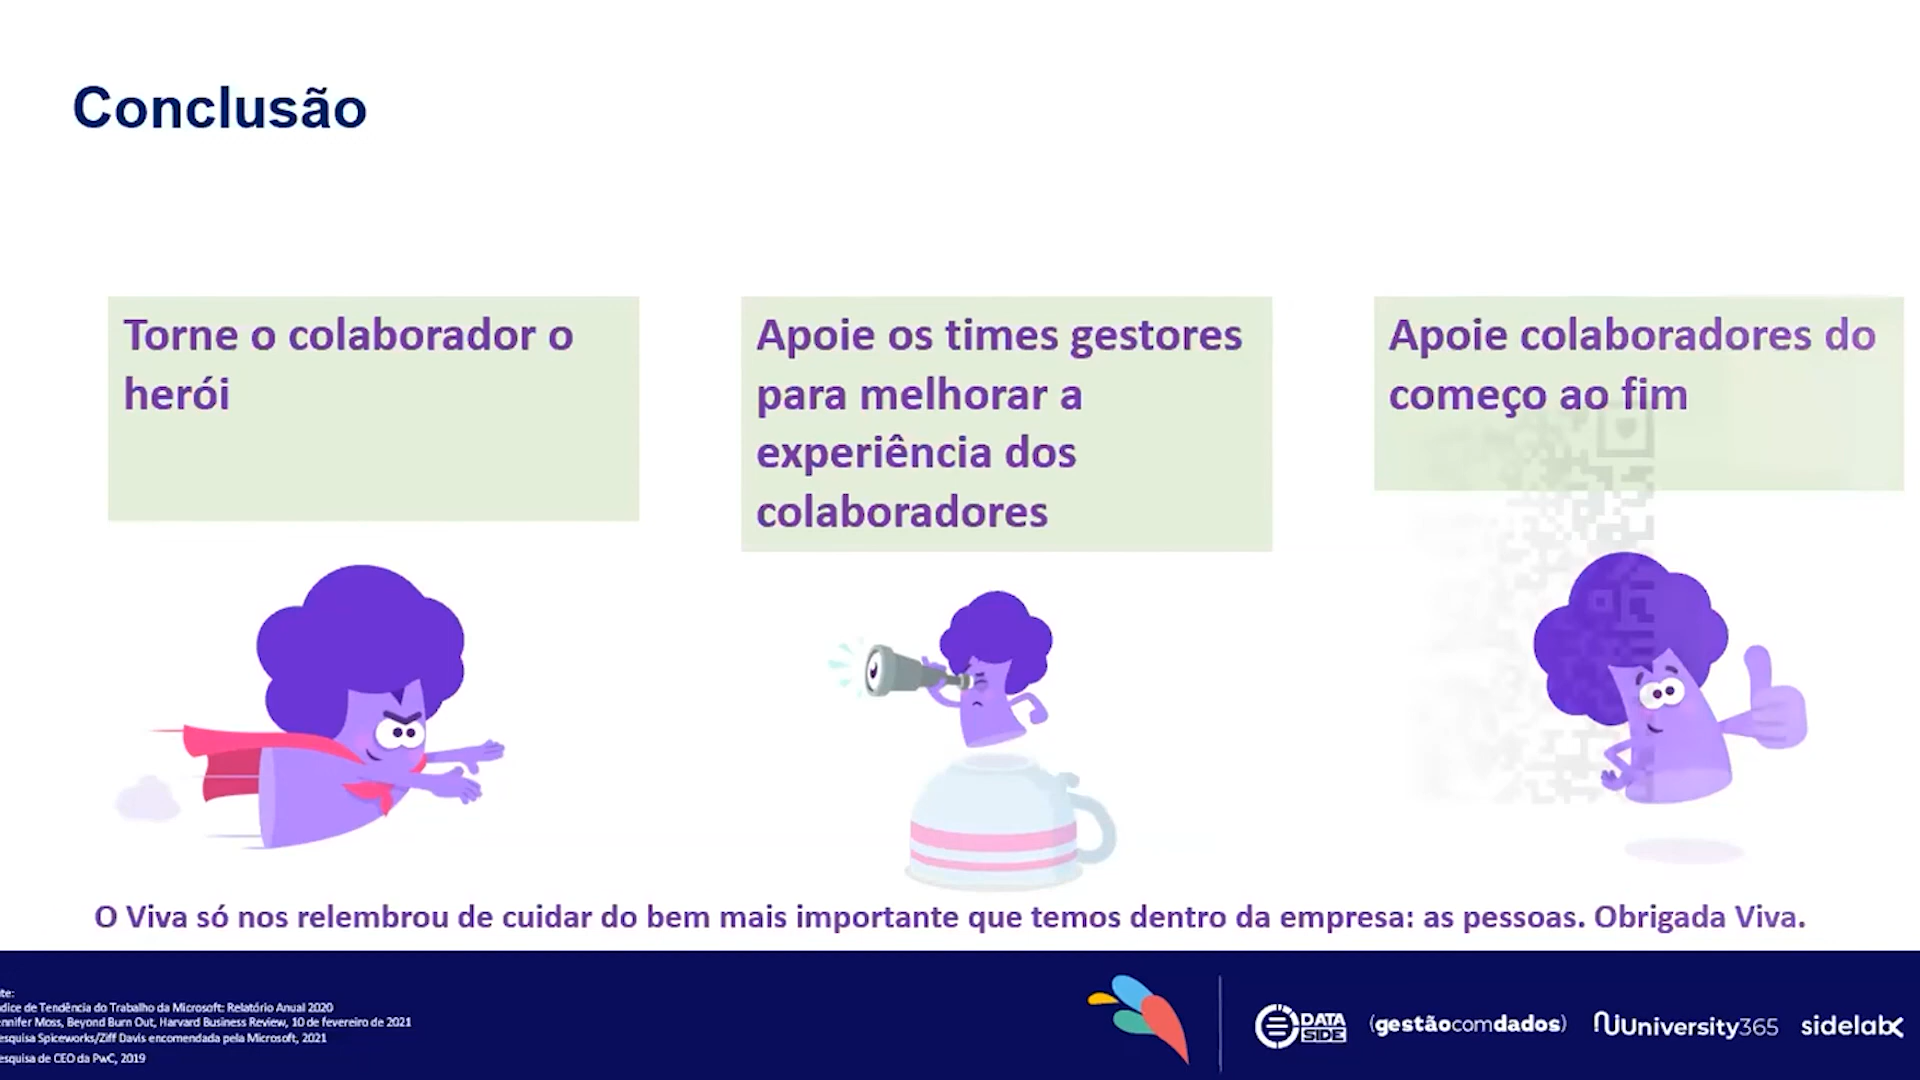 Conclusão
Torne o colaborador o
herói
Apoie os times gestores
para melhorar a
experiência dos
colaboradores
Apoie colaboradores do
começo ao fim
O Viva só nos relembrou de cuidar do bem mais importante que temos dentro da empresa: as pessoas. Obrigada Viva.
te:
dice de Tendência do Trabalho da Microsoft: Relatório Anual 2020
ennifer Moss, Beyond Burn Out, Harvard Business Review, 10 de fevereiro de 2021
esquisa Spiceworks/Ziff Davis encomendada pela Microsoft, 2021
esquisa de CEO da PwC, 2019
DATA
SIDE
(gestãocomdados)
University365
sidelabx